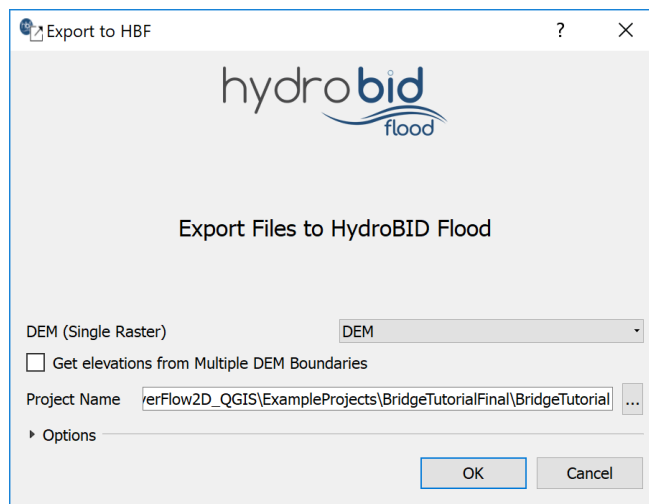 Export to HBF
hydrobid
flood
Export Files to HydroBID Flood
DEM (Single Raster) DEM
Get elevations from Multiple DEM Boundaries
Project Name verFlow2D_QGIS\ExampleProjects\BridgeTutorialFinal\BridgeTutorial ...
Options
OK Cancel